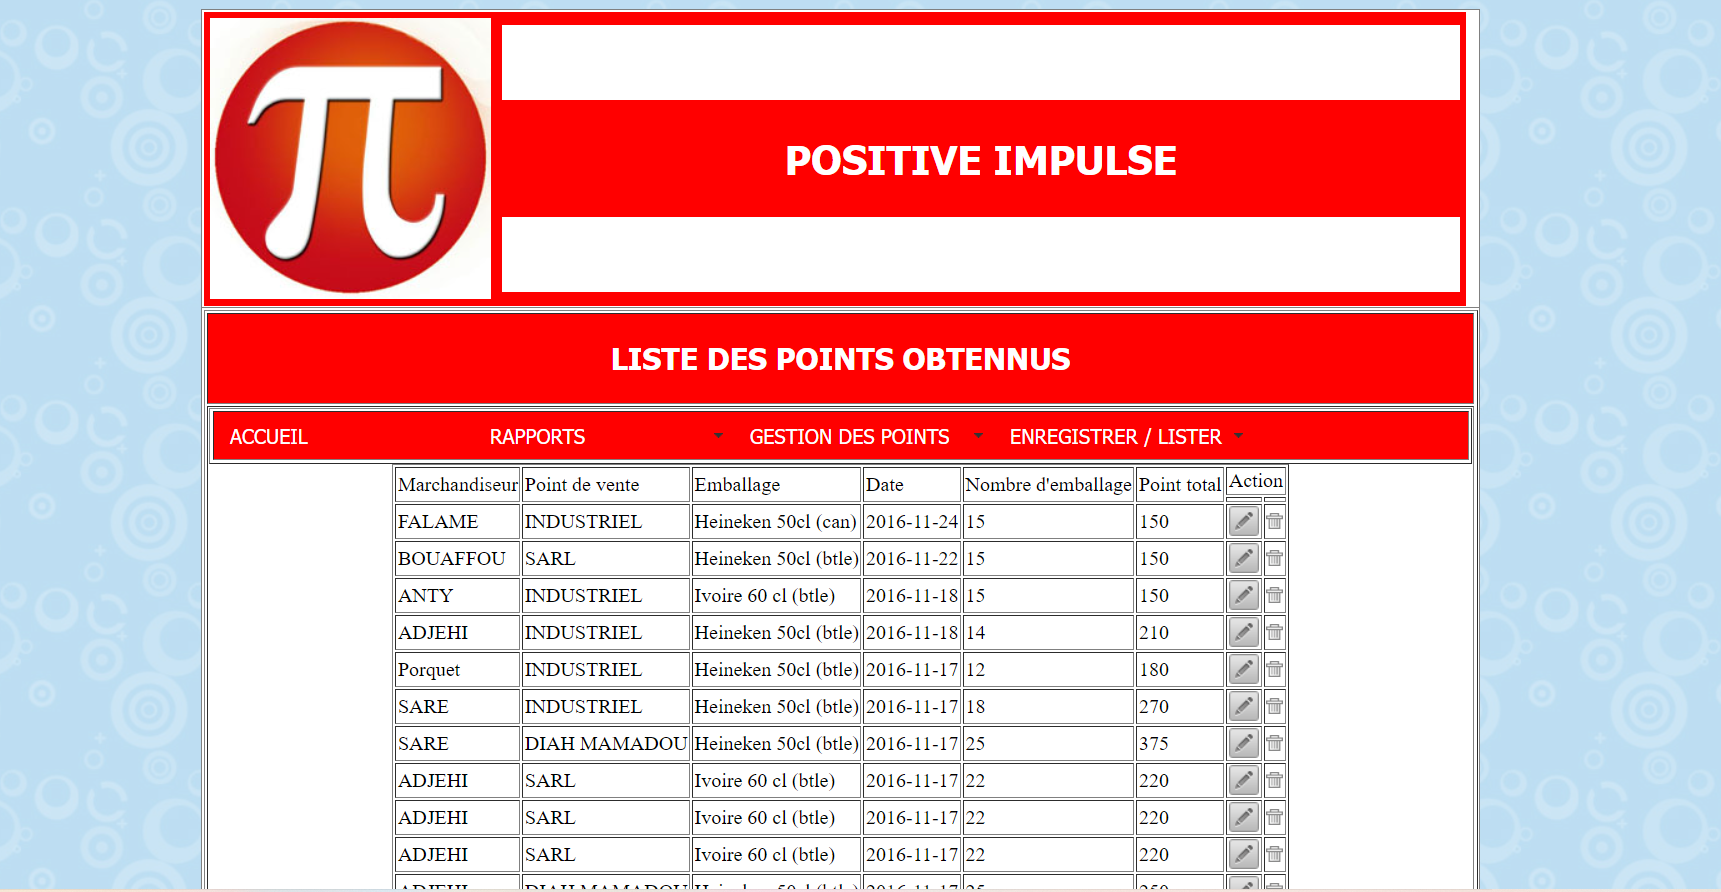 π
POSITIVE IMPULSE
LISTE DES POINTS OBTENNUS
ACCUEIL RAPPORTS GESTION DES POINTS ENREGISTRER / LISTER
Marchandiseur Point de vente Emballage Date Nombre d'emballage Point total Action
FALAME INDUSTRIEL Heineken 50cl (can) 2016-11-24 15 150
BOUAFFOU SARL Heineken 50cl (btle) 2016-11-22 15 150
ANTY INDUSTRIEL Ivoire 60 cl (btle) 2016-11-18 15 150
ADJEHI INDUSTRIEL Heineken 50cl (btle) 2016-11-18 14 210
Porquet INDUSTRIEL Heineken 50cl (btle) 2016-11-17 12 180
SARE INDUSTRIEL Heineken 50cl (btle) 2016-11-17 18 270
SARE DIAH MAMADOU Heineken 50cl (btle) 2016-11-17 25 375
ADJEHI SARL Ivoire 60 cl (btle) 2016-11-17 22 220
ADJEHI SARL Ivoire 60 cl (btle) 2016-11-17 22 220
ADJEHI SARL Ivoire 60 cl (btle) 2016-11-17 22 220